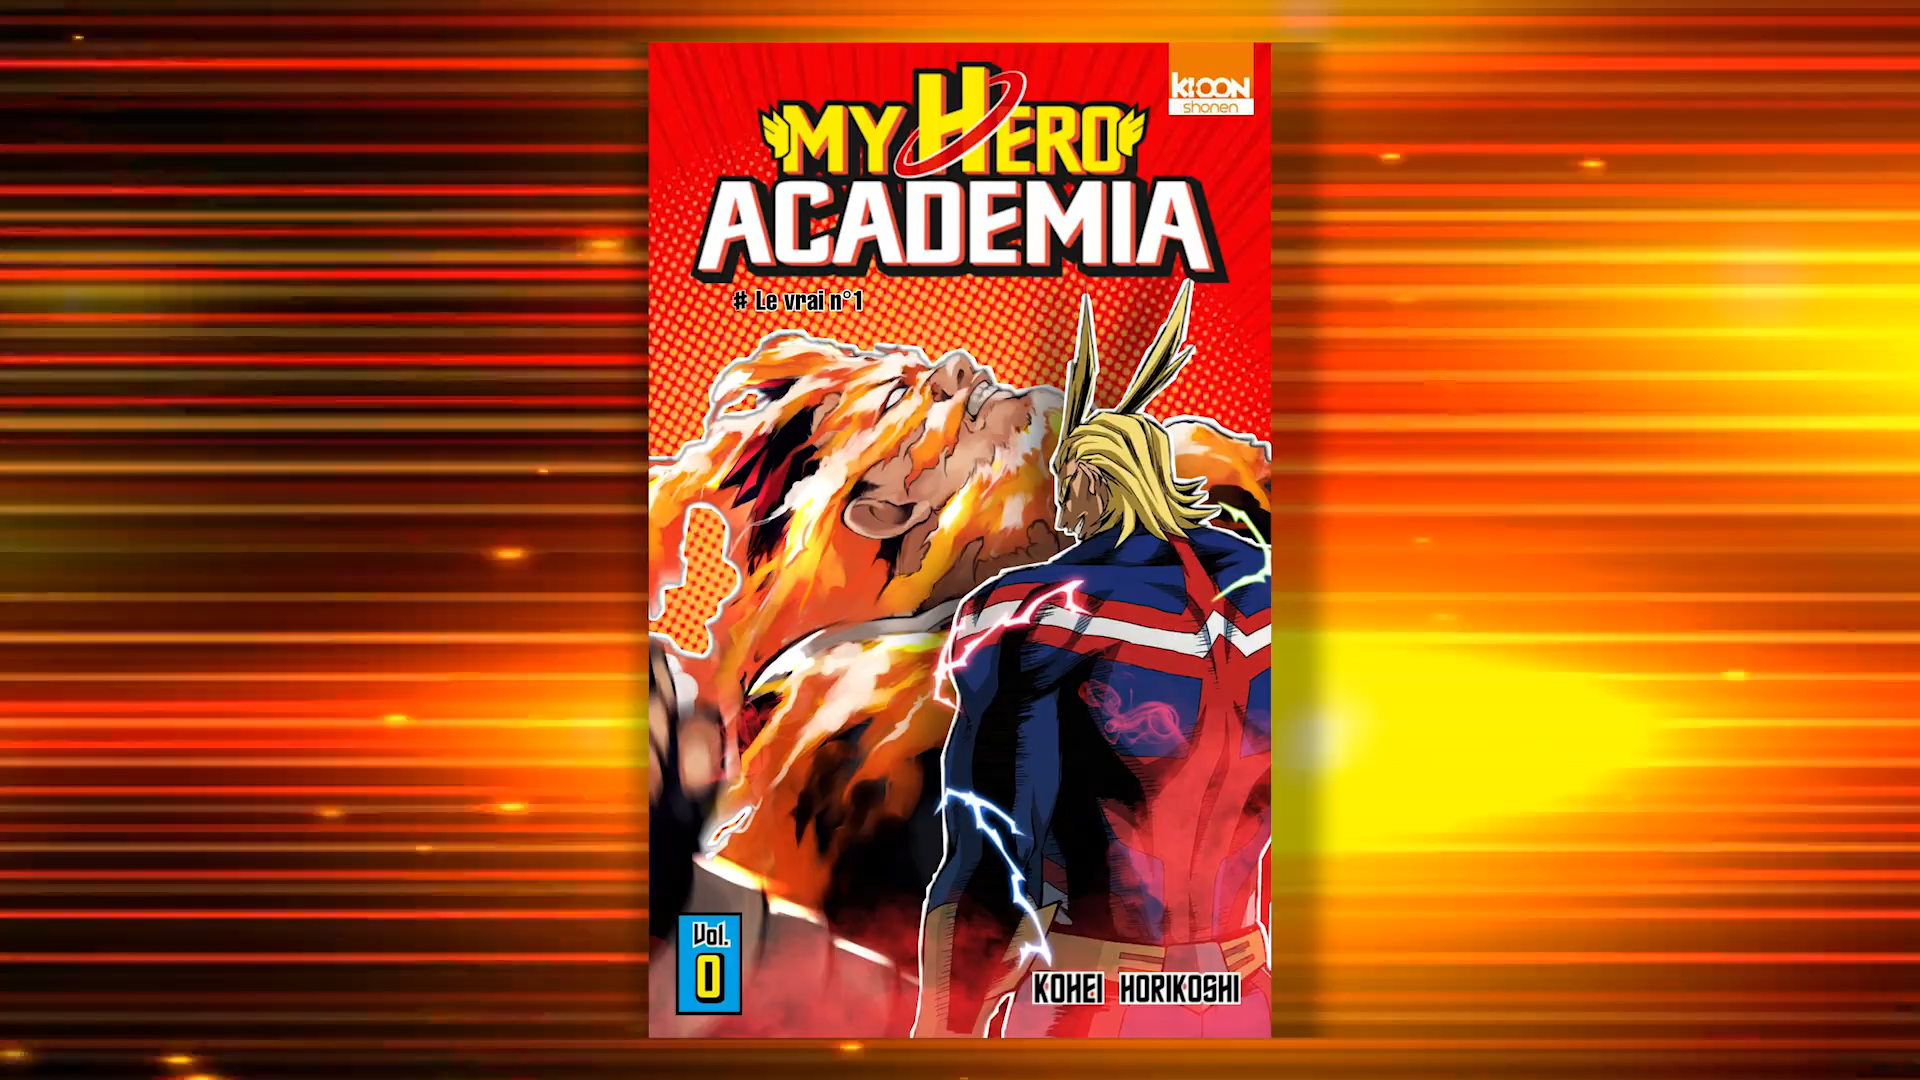 KI-OON
shonen
MY HERO
ACADEMIA
# Le vrai n°1
Vol.
0
KOHEI HORIKOSHI